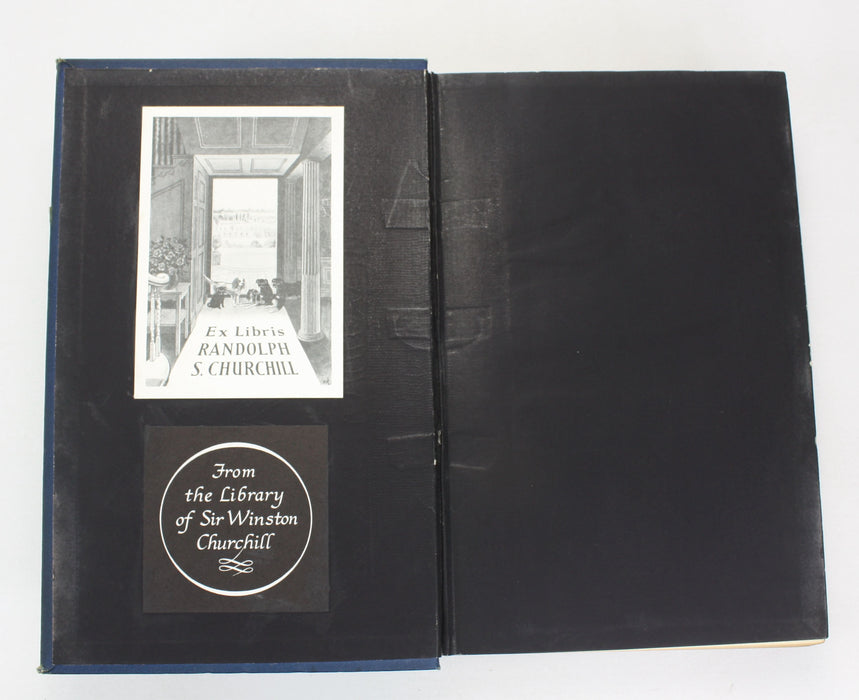 Ex Libris
RANDOLPH
S. CHURCHILL
From
the Library
of Sir Winston
Churchill